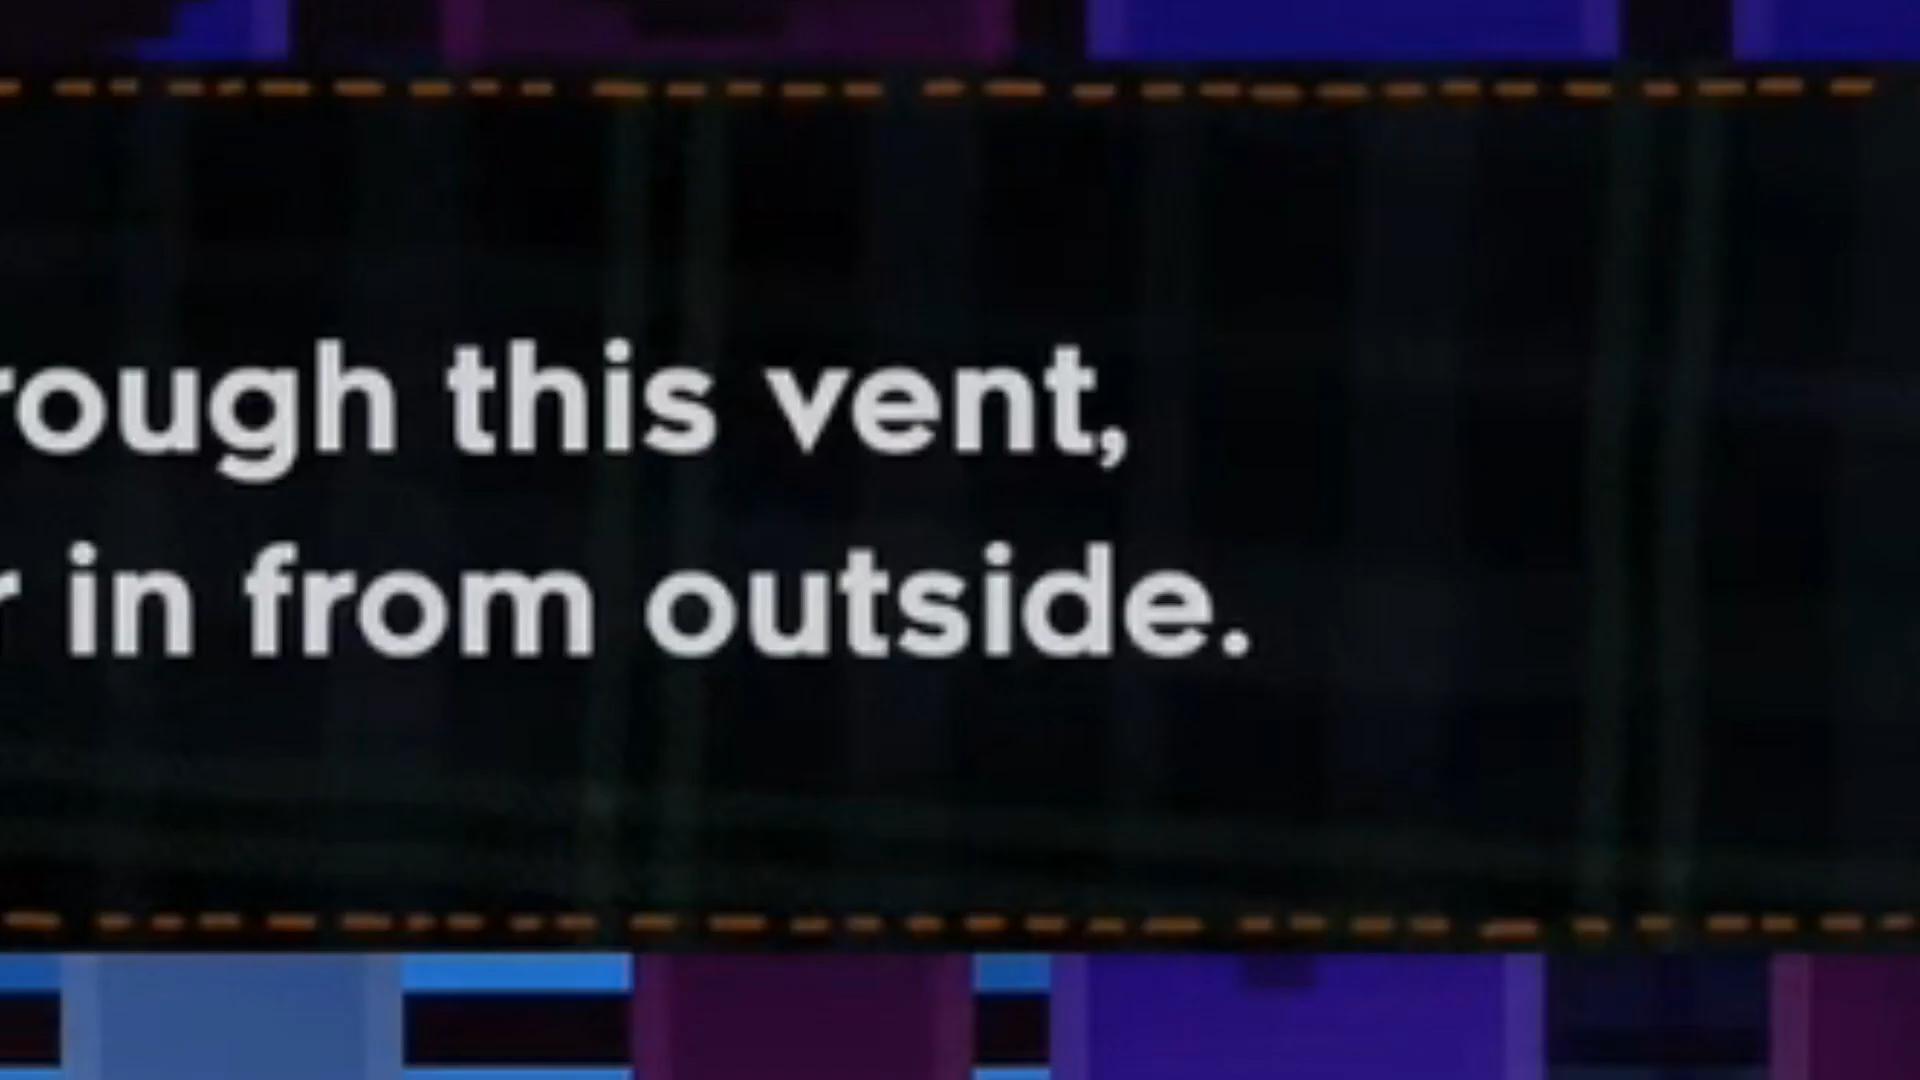 rough this vent,
r in from outside.